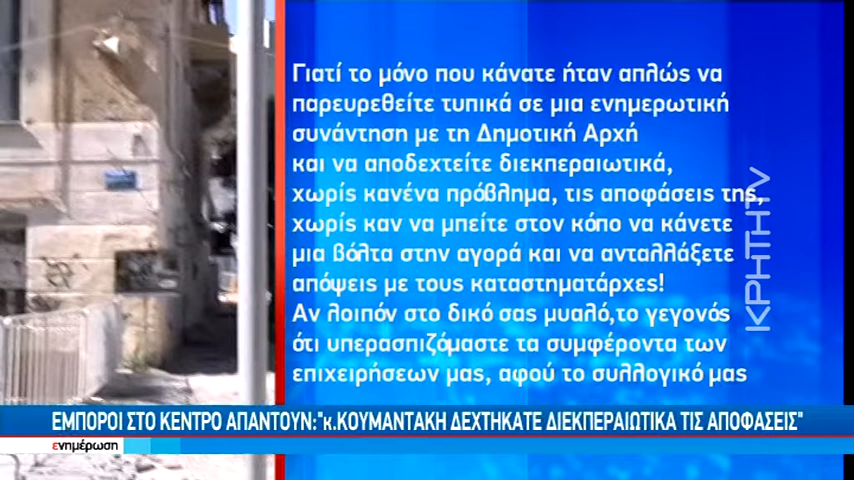 Γιατί το μόνο που κάνατε ήταν απλώς να
παρευρεθείτε τυπικά σε μια ενημερωτική
συνάντηση με τη Δημοτική Αρχή
και να αποδεχτείτε διεκπεραιωτικά,
χωρίς κανένα πρόβλημα, τις αποφάσεις της,
χωρίς καν να μπείτε στον κόπο να κάνετε
μια βόλτα στην αγορά και να ανταλλάξετε
απόψεις με τους καταστηματάρχες!
Αν λοιπόν στο δικό σας μυαλό,το γεγονός
ότι υπερασπιζόμαστε τα συμφέροντα των
επιχειρήσεων μας, αφού το συλλογικό μας
ΚΡΗΤΗ TV
ΕΜΠΟΡΟΙ ΣΤΟ ΚΕΝΤΡΟ ΑΠΑΝΤΟΥΝ:"κ.ΚΟΥΜΑΝΤΑΚΗ ΔΕΧΤΗΚΑΤΕ ΔΙΕΚΠΕΡΑΙΩΤΙΚΑ ΤΙΣ ΑΠΟΦΑΣΕΙΣ"
ενημέρωση